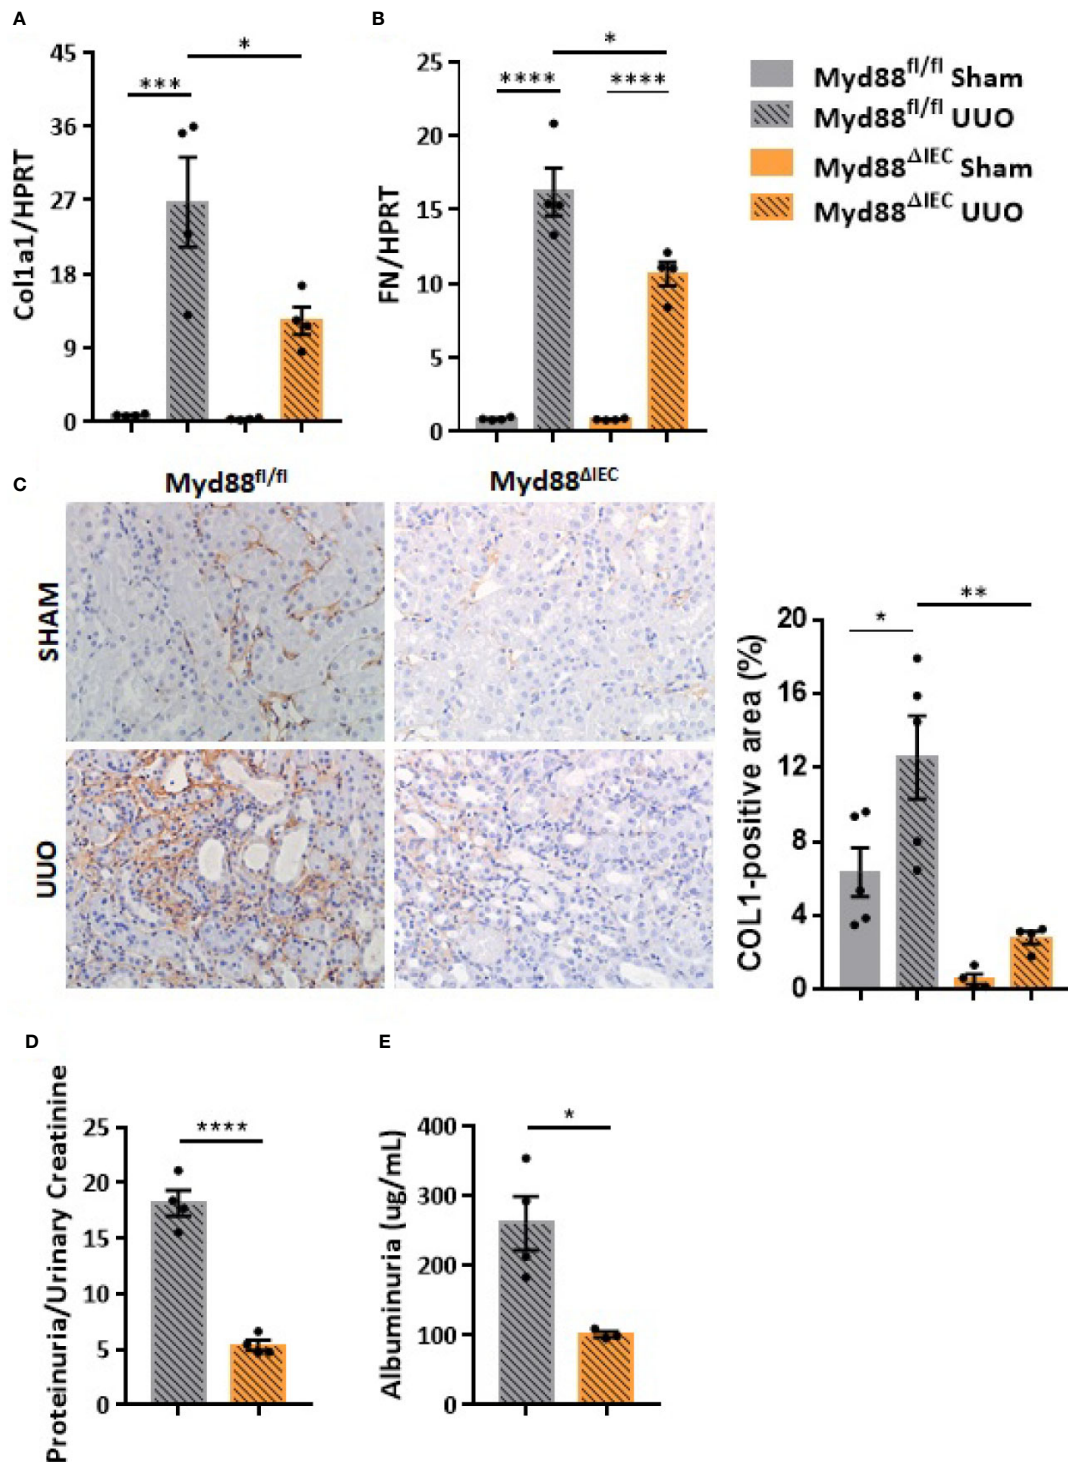 A
Col1a1/HPRT
45
36
27
18
9
0
***
*
B
FN/HPRT
25
20
15
10
5
0
****
*
****
Myd88fl/fl Sham
Myd88fl/fl UUO
Myd88ΔIEC Sham
Myd88ΔIEC UUO
C
Myd88fl/fl
Myd88ΔIEC
SHAM
UUO
COL1-positive area (%)
20
16
12
8
4
0
*
**
D
Proteinuria/Urinary Creatinine
25
20
15
10
5
0
****
E
Albuminuria (ug/mL)
400
300
200
100
0
*